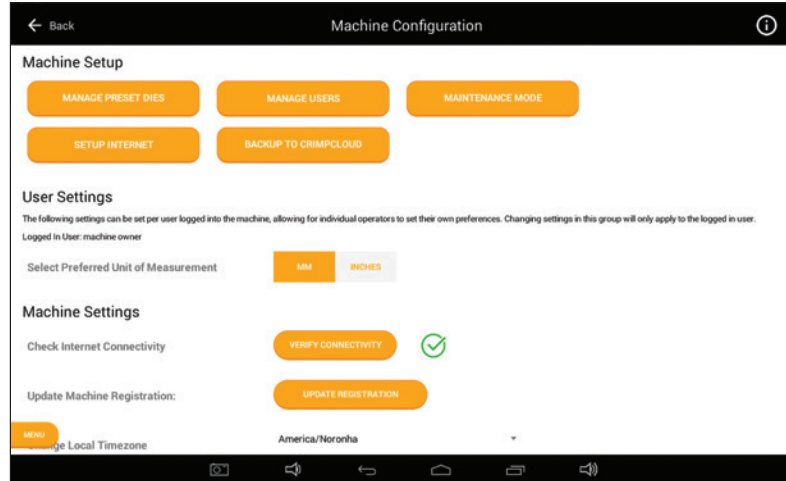 Back
Machine Configuration
Machine Setup
MANAGE PRESET DIES
MANAGE USERS
MAINTENANCE MODE
SETUP INTERNET
BACKUP TO CRIMPCLOUD
User Settings
The following settings can be set per user logged into the machine, allowing for individual operators to set their own preferences. Changing settings in this group will only apply to the logged in user.
Logged In User: machine owner
Select Preferred Unit of Measurement
MM
INCHES
Machine Settings
Check Internet Connectivity
VERIFY CONNECTIVITY
Update Machine Registration:
UPDATE REGISTRATION
MENU
ge Local Timezone
America/Noronha